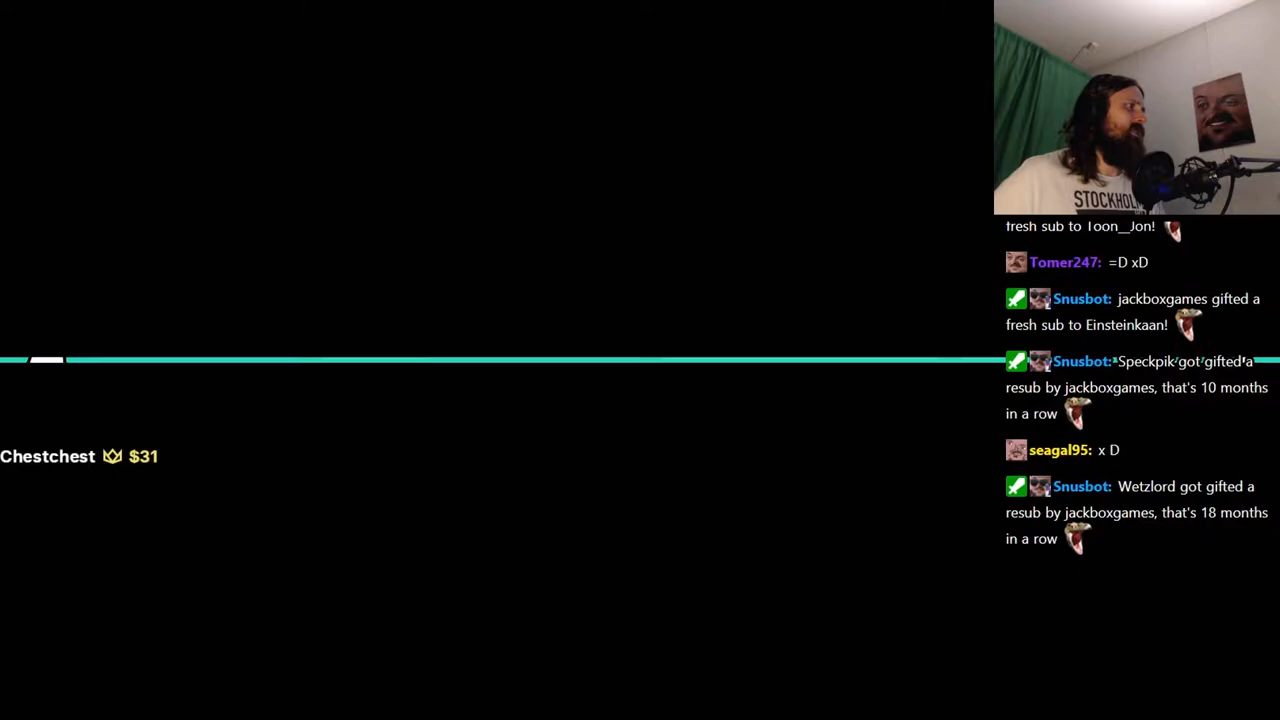 STOCKHOLM
fresh sub to Toon__Jon!
Tomer247: =D xD
Snusbot: jackboxgames gifted a
fresh sub to Einsteinkaan!
Snusbot: Speckpik got gifted a
resub by jackboxgames, that's 10 months
in a row
Chestchest $31
seagal95: x D
Snusbot: Wetzlord got gifted a
resub by jackboxgames, that's 18 months
in a row